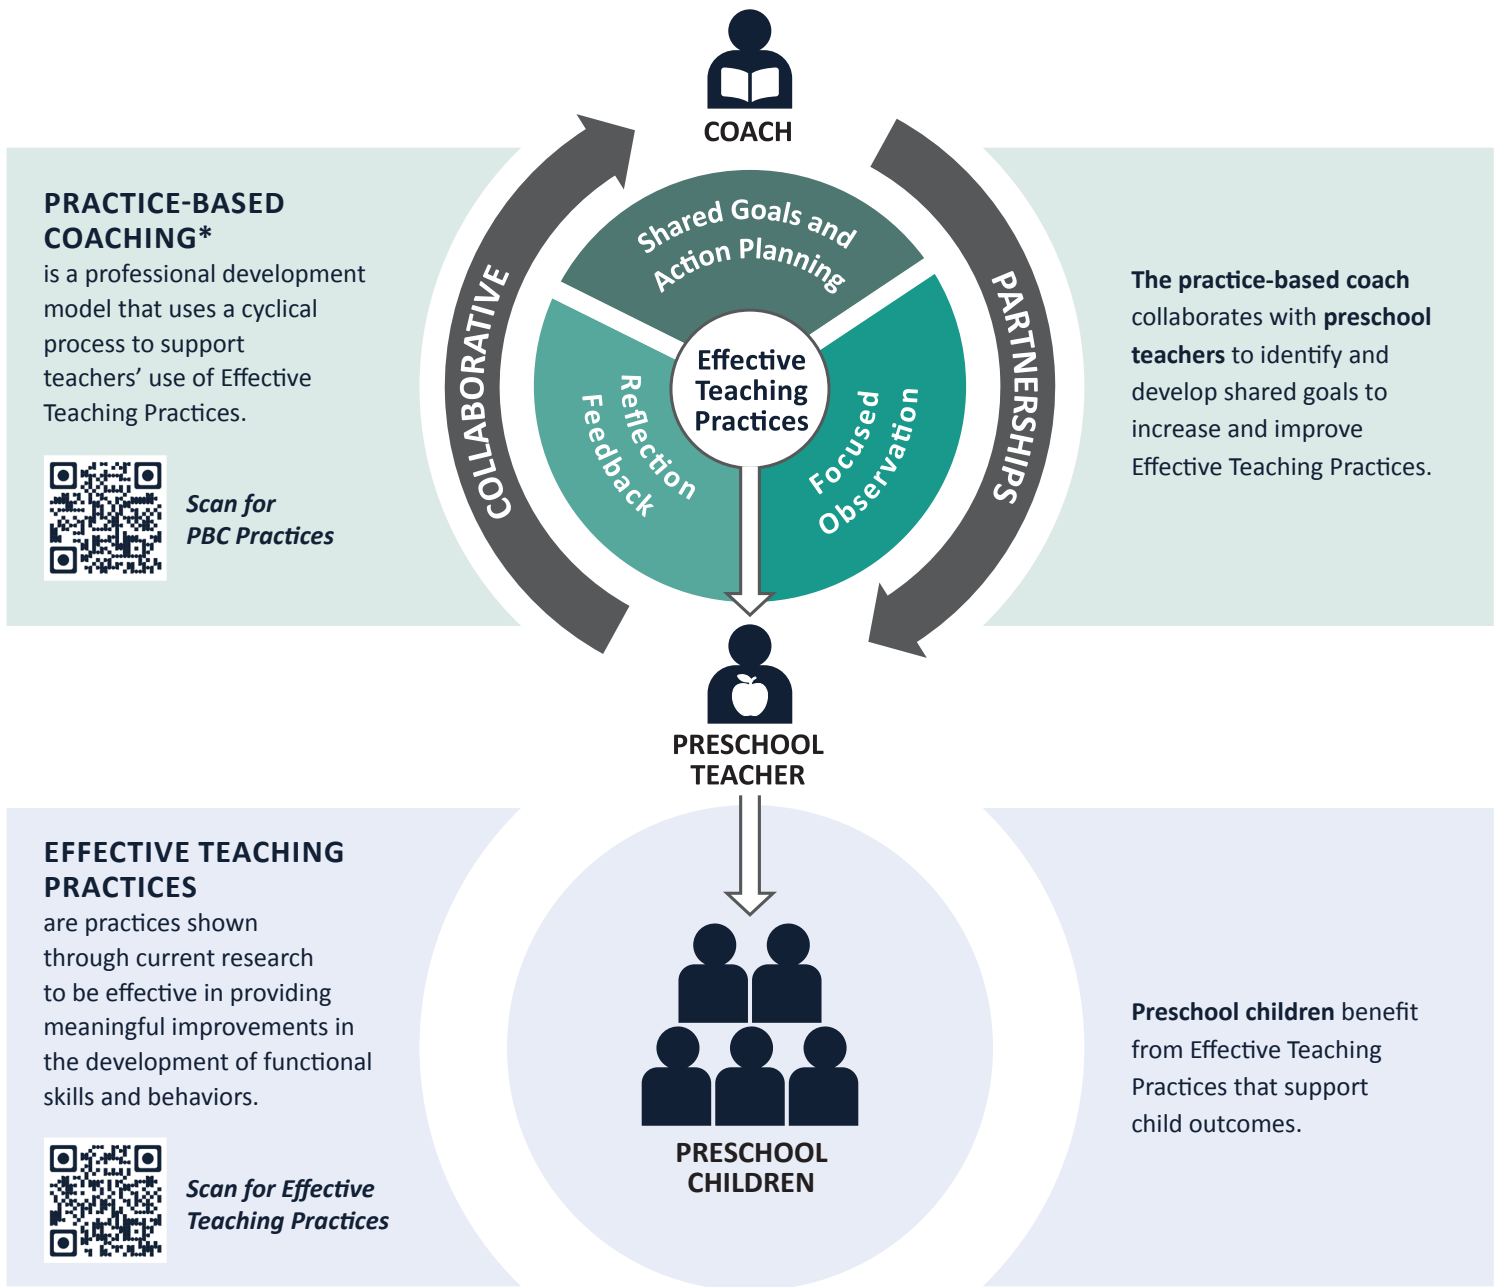 COACH
PRACTICE-BASED
COACHING*
is a professional development
model that uses a cyclical
process to support
teachers’ use of Effective
Teaching Practices.
Scan for
PBC Practices
COLLABORATIVE
PARTNERSHIPS
Shared Goals and
Action Planning
Effective
Teaching
Practices
Reflection
Feedback
Focused
Observation
The practice-based coach
collaborates with preschool
teachers to identify and
develop shared goals to
increase and improve
Effective Teaching Practices.
PRESCHOOL
TEACHER
EFFECTIVE TEACHING
PRACTICES
are practices shown
through current research
to be effective in providing
meaningful improvements in
the development of functional
skills and behaviors.
Scan for Effective
Teaching Practices
PRESCHOOL
CHILDREN
Preschool children benefit
from Effective Teaching
Practices that support
child outcomes.